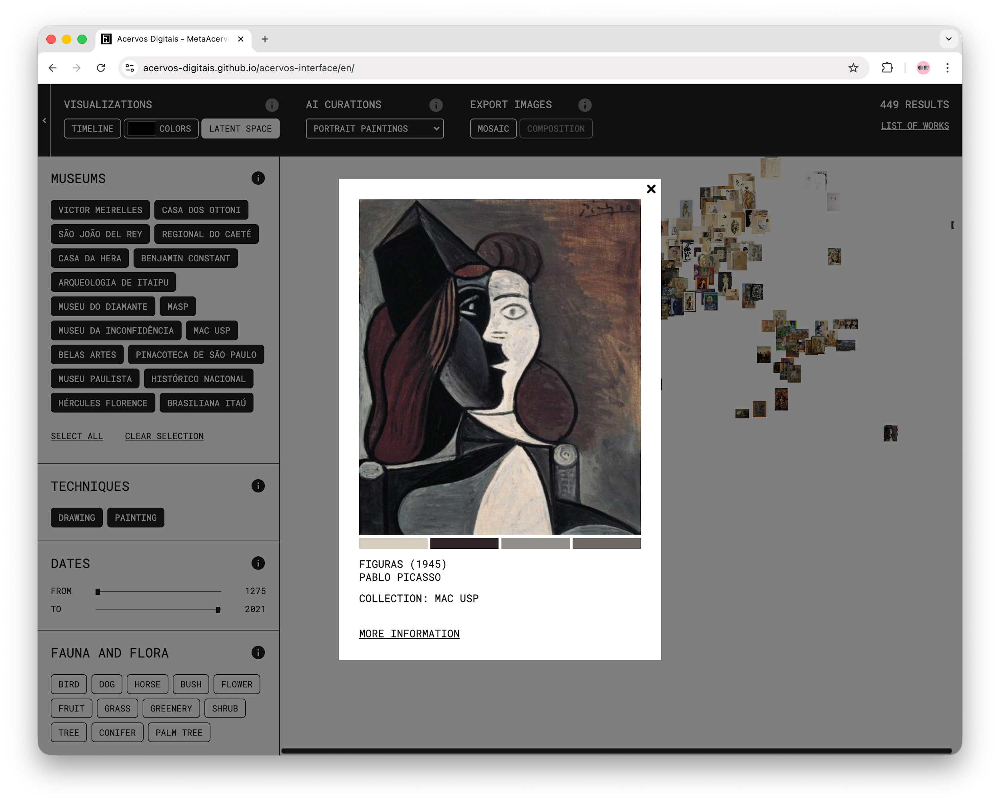 Acervos Digitais - MetaAcerv
acervos-digitais.github.io/acervos-interface/en/
VISUALIZATIONS
TIMELINE COLORS LATENT SPACE
AI CURATIONS
PORTRAIT PAINTINGS
EXPORT IMAGES
MOSAIC COMPOSITION
449 RESULTS
LIST OF WORKS
MUSEUMS
VICTOR MEIRELLES CASA DOS OTTONI
SÃO JOÃO DEL REY REGIONAL DO CAETÉ
CASA DA HERA BENJAMIN CONSTANT
ARQUEOLOGIA DE ITAIPU
MUSEU DO DIAMANTE MASP
MUSEU DA INCONFIDÊNCIA MAC USP
BELAS ARTES PINACOTECA DE SÃO PAULO
MUSEU PAULISTA HISTÓRICO NACIONAL
HÉRCULES FLORENCE BRASILIANA ITAÚ
SELECT ALL CLEAR SELECTION
TECHNIQUES
DRAWING PAINTING
DATES
FROM 1275
TO 2021
FAUNA AND FLORA
BIRD DOG HORSE BUSH FLOWER
FRUIT GRASS GREENERY SHRUB
TREE CONIFER PALM TREE
Picasso
FIGURAS (1945)
PABLO PICASSO
COLLECTION: MAC USP
MORE INFORMATION